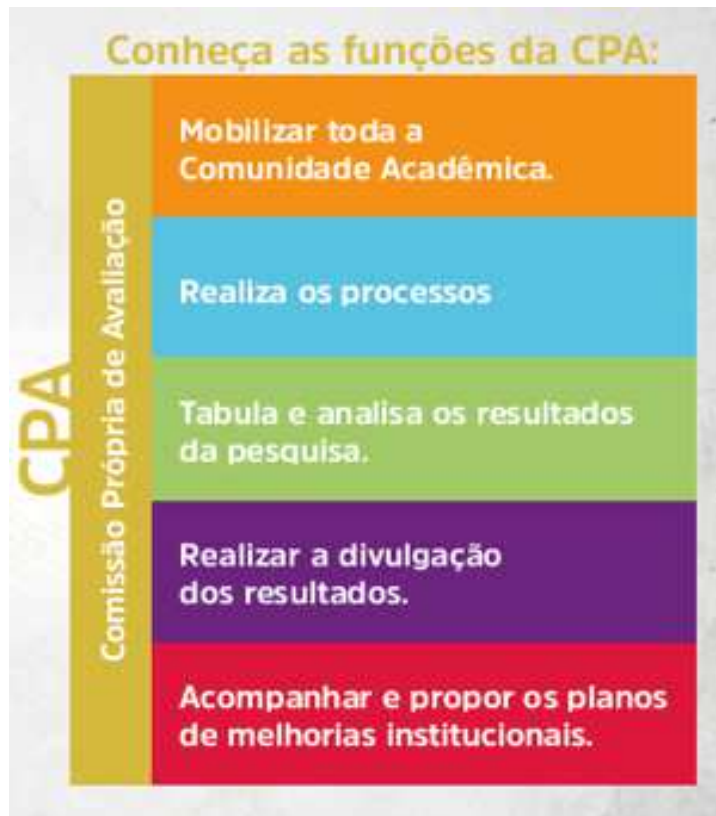 Conheça as funções da CPA:
CPA
Comissão Própria de Avaliação
Mobilizar toda a
Comunidade Acadêmica.
Realiza os processos
Tabula e analisa os resultados
da pesquisa.
Realizar a divulgação
dos resultados.
Acompanhar e propor os planos
de melhorias institucionais.